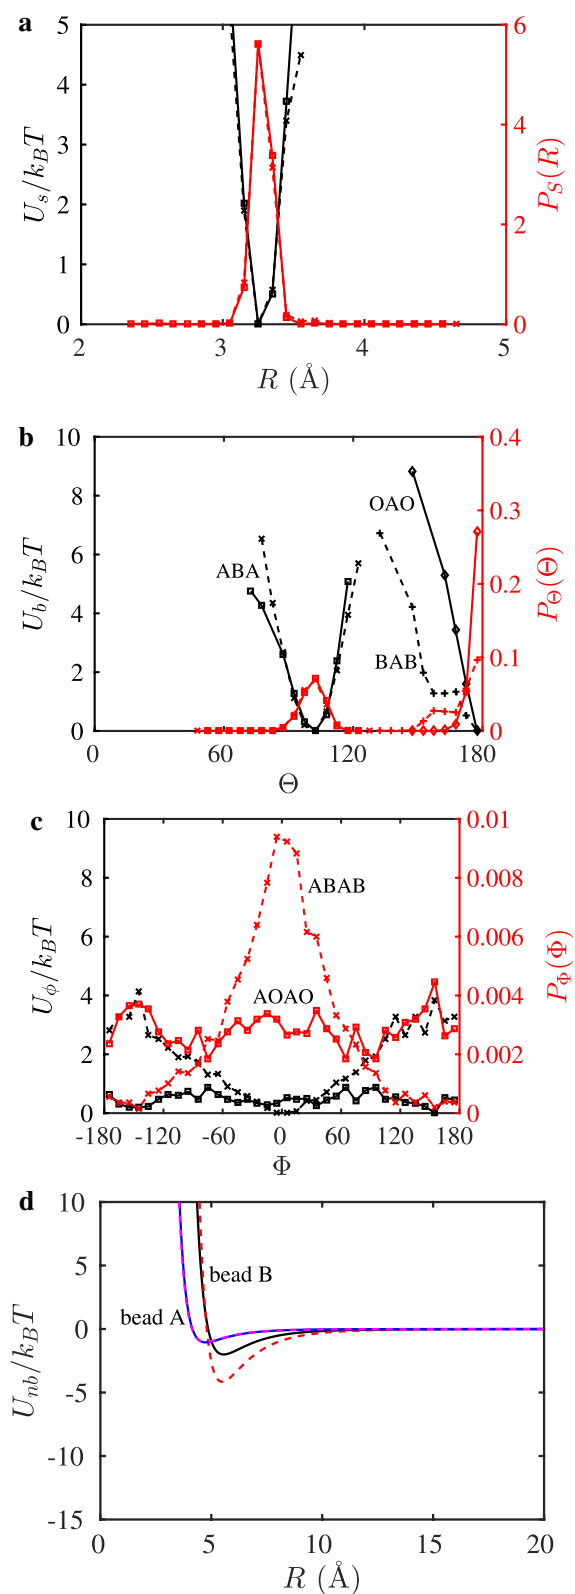 a
5
4
3
2
1
0
U_s/k_BT
6
4
2
0
P_S(R)
2
3
4
5
R (Å)
b
10
8
6
4
2
0
U_b/k_BT
OAO
ABA
BAB
0.4
0.3
0.2
0.1
0
P_Θ(Θ)
0
60
120
180
Θ
c
10
8
6
4
2
0
U_ϕ/k_BT
ABAB
AOAO
0.01
0.008
0.006
0.004
0.002
0
P_Φ(Φ)
-180
-120
-60
0
60
120
180
Φ
d
10
5
0
-5
-10
-15
U_nb/k_BT
bead B
bead A
0
5
10
15
20
R (Å)